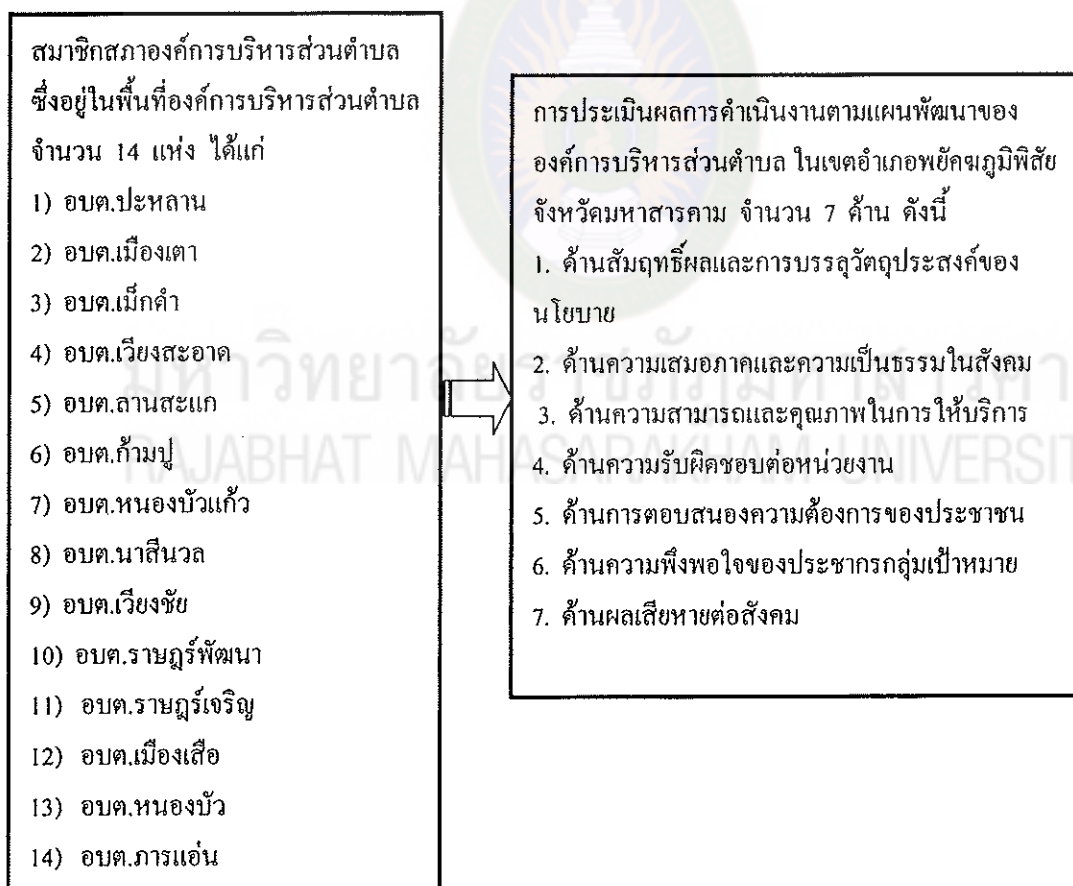 สมาชิกสภาองค์การบริหารส่วนตำบล
ซึ่งอยู่ในพื้นที่องค์การบริหารส่วนตำบล
จำนวน 14 แห่ง ได้แก่
1) อบต.ปะหลาน
2) อบต.เมืองเตา
3) อบต.เม็กดำ
4) อบต.เวียงสะอาด
5) อบต.ลานสะแก
6) อบต.ก้ามปู
7) อบต.หนองบัวแก้ว
8) อบต.นาสีนวล
9) อบต.เวียงชัย
10) อบต.ราษฎร์พัฒนา
11) อบต.ราษฎร์เจริญ
12) อบต.เมืองเสือ
13) อบต.หนองบัว
14) อบต.ภารแอ่น
การประเมินผลการดำเนินงานตามแผนพัฒนาของ
องค์การบริหารส่วนตำบล ในเขตอำเภอพยัคฆภูมิพิสัย
จังหวัดมหาสารคาม จำนวน 7 ด้าน ดังนี้
1. ด้านสัมฤทธิ์ผลและการบรรลุวัตถุประสงค์ของ
นโยบาย
2. ด้านความเสมอภาคและความเป็นธรรมในสังคม
3. ด้านความสามารถและคุณภาพในการให้บริการ
4. ด้านความรับผิดชอบต่อหน่วยงาน
5. ด้านการตอบสนองความต้องการของประชาชน
6. ด้านความพึงพอใจของประชากรกลุ่มเป้าหมาย
7. ด้านผลเสียหายต่อสังคม